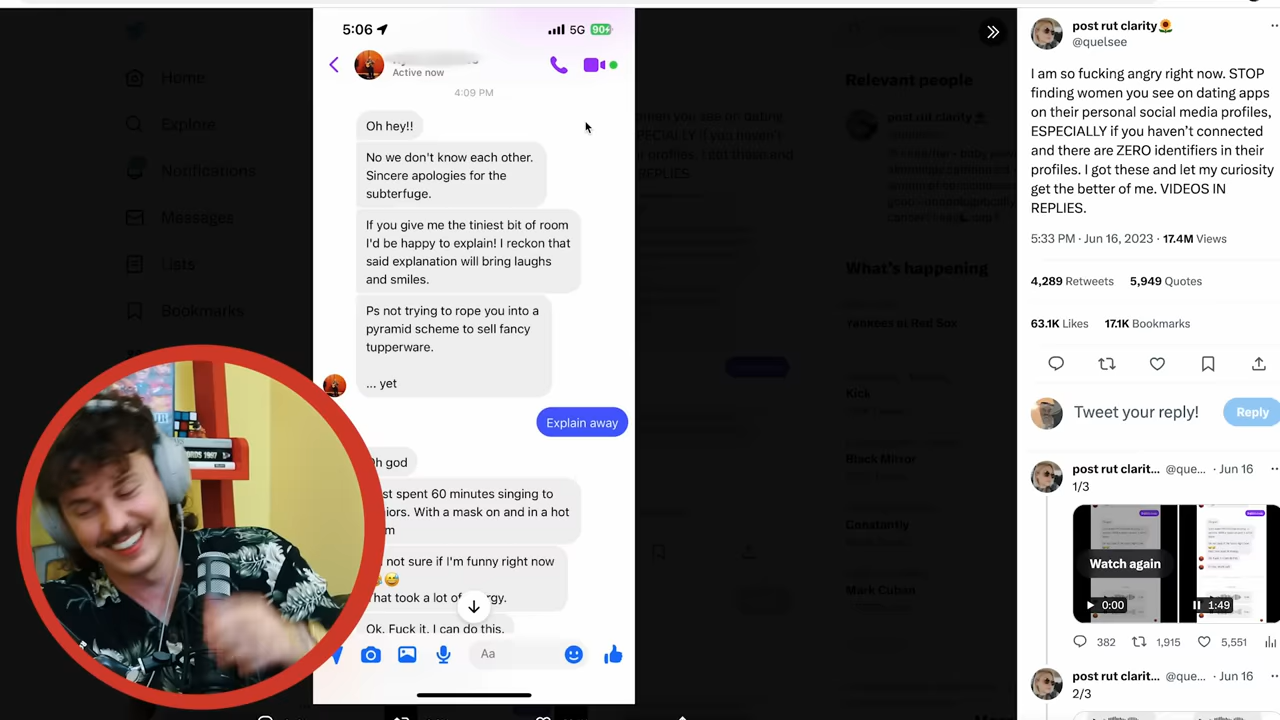 5:06
5G
90+
Active now
4:09 PM
Oh hey!!
No we don't know each other.
Sincere apologies for the
subterfuge.
If you give me the tiniest bit of room
I'd be happy to explain! I reckon that
said explanation will bring laughs
and smiles.
Ps not trying to rope you into a
pyramid scheme to sell fancy
tupperware.
... yet
Explain away
h god
st spent 60 minutes singing to
iors. With a mask on and in a hot
m
not sure if I'm funny right now
hat took a lot of
rgy.
Ok. Fuck it. I can do this.
Aa
Home
Explore
Notifications
Messages
Lists
Bookmarks
Relevant people
post rut clarity
What's happening
Yankees at Red Sox
Kick
Black Mirror
Constantly
Mark Cuban
post rut clarity🌻
@quelsee
I am so fucking angry right now. STOP
finding women you see on dating apps
on their personal social media profiles,
ESPECIALLY if you haven't connected
and there are ZERO identifiers in their
profiles. I got these and let my curiosity
get the better of me. VIDEOS IN
REPLIES.
5:33 PM · Jun 16, 2023 · 17.4M Views
4,289 Retweets 5,949 Quotes
63.1K Likes 17.1K Bookmarks
Tweet your reply!
Reply
post rut clarit... @que... · Jun 16
1/3
Watch again
0:00
1:49
382 1,915 5,551
post rut clarit... @que... · Jun 16
2/3